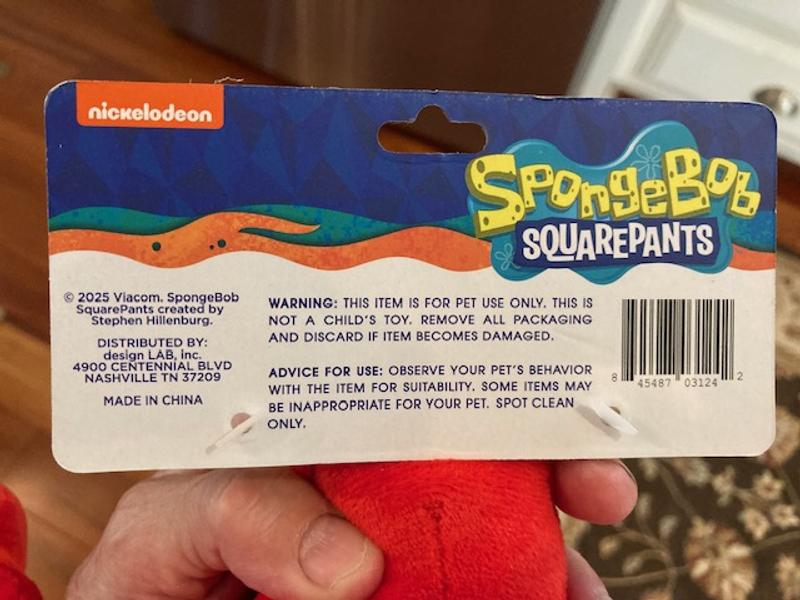 nickelodeon
SPONGEBOB
SQUAREPANTS
© 2025 Viacom. SpongeBob
SquarePants created by
Stephen Hillenburg.
DISTRIBUTED BY:
design LAB, inc.
4900 CENTENNIAL BLVD
NASHVILLE TN 37209
MADE IN CHINA
WARNING: THIS ITEM IS FOR PET USE ONLY. THIS IS
NOT A CHILD'S TOY. REMOVE ALL PACKAGING
AND DISCARD IF ITEM BECOMES DAMAGED.
ADVICE FOR USE: OBSERVE YOUR PET'S BEHAVIOR
WITH THE ITEM FOR SUITABILITY. SOME ITEMS MAY
BE INAPPROPRIATE FOR YOUR PET. SPOT CLEAN
ONLY.
8 45487 03124 2